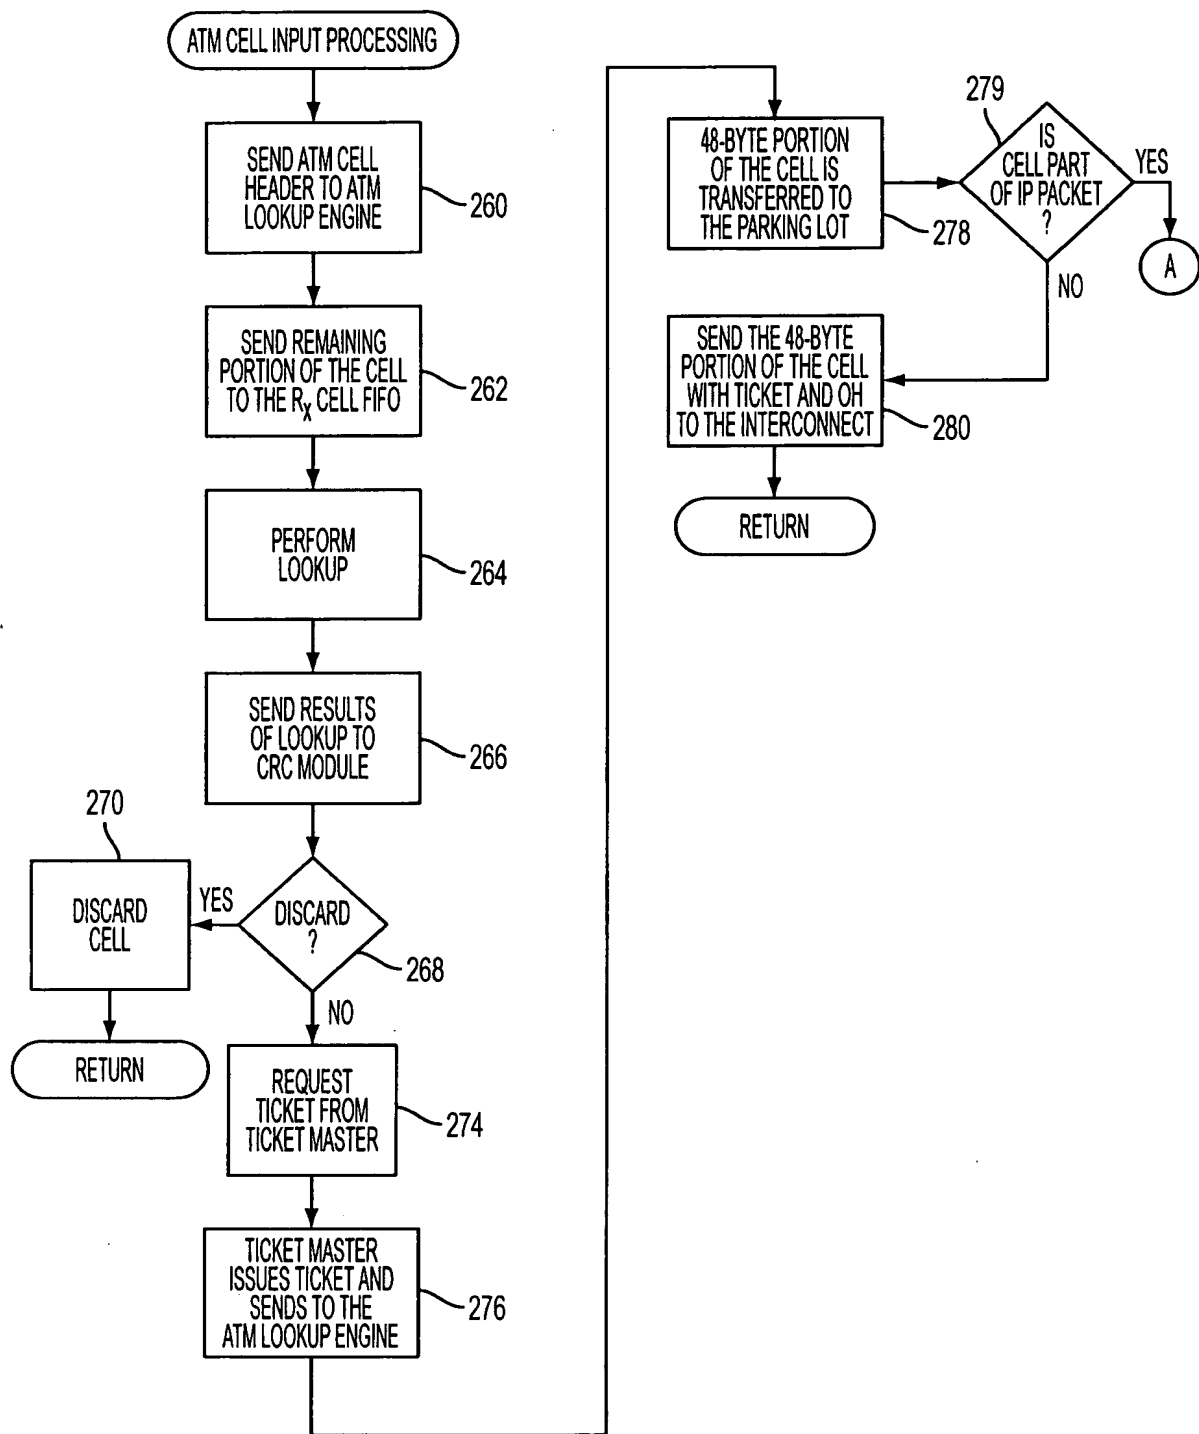 ATM CELL INPUT PROCESSING
SEND ATM CELL
HEADER TO ATM
LOOKUP ENGINE
260
SEND REMAINING
PORTION OF THE CELL
TO THE RX CELL FIFO
262
PERFORM
LOOKUP
264
SEND RESULTS
OF LOOKUP TO
CRC MODULE
266
270
DISCARD
CELL
YES
DISCARD
?
268
RETURN
NO
REQUEST
TICKET FROM
TICKET MASTER
274
TICKET MASTER
ISSUES TICKET AND
SENDS TO THE
ATM LOOKUP ENGINE
276
48-BYTE PORTION
OF THE CELL IS
TRANSFERRED TO
THE PARKING LOT
278
279
IS
CELL PART
OF IP PACKET
?
YES
A
NO
SEND THE 48-BYTE
PORTION OF THE CELL
WITH TICKET AND OH
TO THE INTERCONNECT
280
RETURN